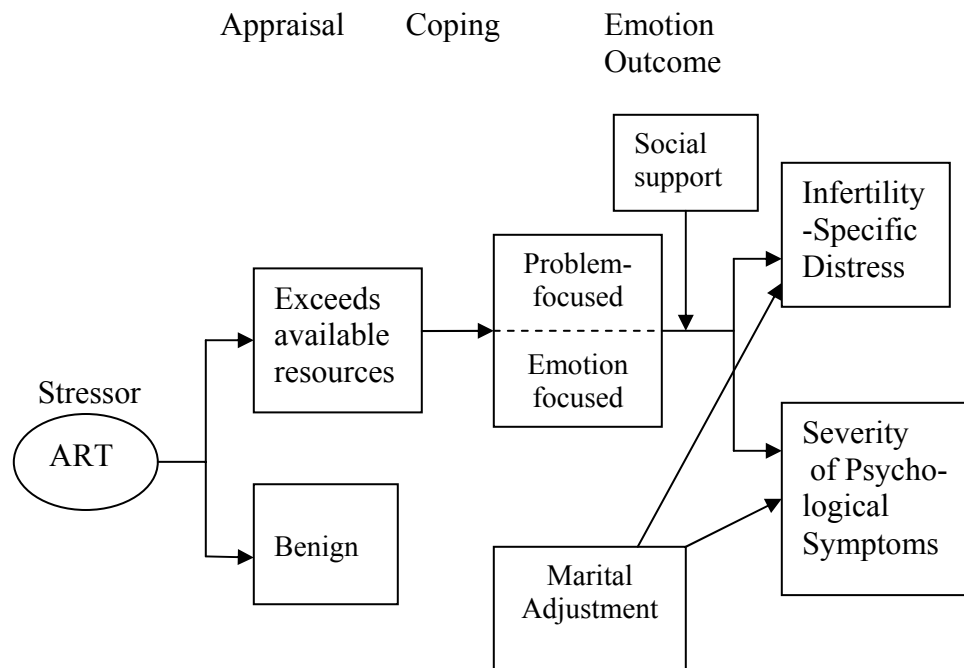 Appraisal Coping Emotion
Outcome
Social
support
Infertility
-Specific
Distress
Problem-
focused
Exceeds
available
resources
Emotion
focused
Stressor
ART
Severity
of Psycho-
logical
Symptoms
Benign
Marital
Adjustment